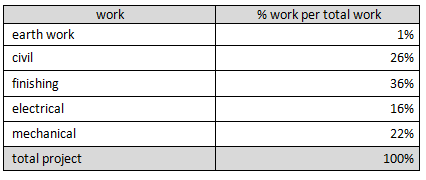 work % work per total work
earth work 1%
civil 26%
finishing 36%
electrical 16%
mechanical 22%
total project 100%